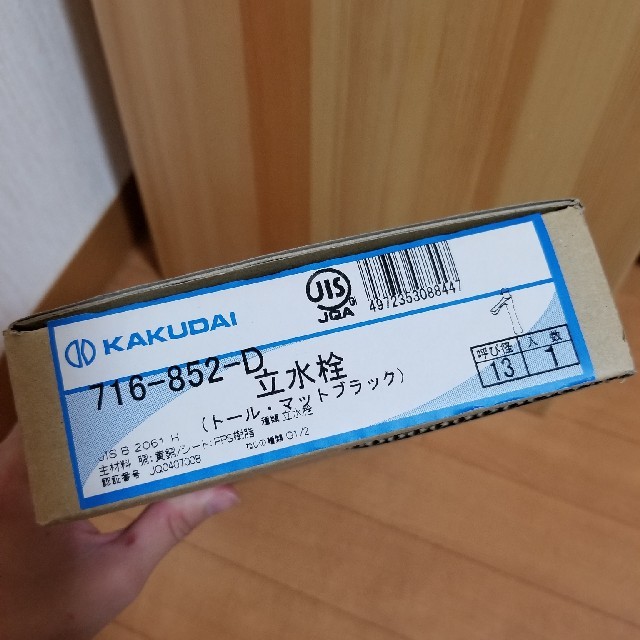 JIS
JQA
4972353088447
KAKUDAI
716-852-D
立水栓
(トール・マットブラック)
呼び径 入数
13 1
JIS B 2061 H 種類:立水栓
主材料 弱:黄銅/シート:PPS樹脂 ねじの種類 G1/2
認証番号